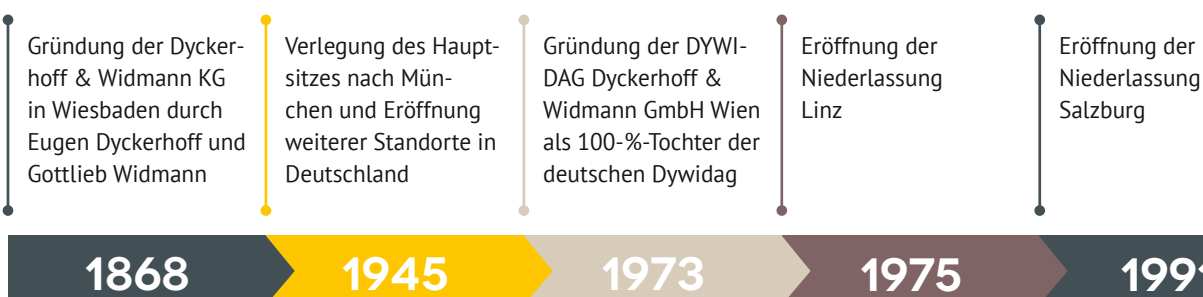 Gründung der Dycker-
hoff & Widmann KG
in Wiesbaden durch
Eugen Dyckerhoff und
Gottlieb Widmann
Verlegung des Haupt-
sitzes nach Mün-
chen und Eröffnung
weiterer Standorte in
Deutschland
Gründung der DYWI-
DAG Dyckerhoff &
Widmann GmbH Wien
als 100-%-Tochter der
deutschen Dywidag
Eröffnung der
Niederlassung
Linz
Eröffnung der
Niederlassung
Salzburg
1868
1945
1973
1975
1991